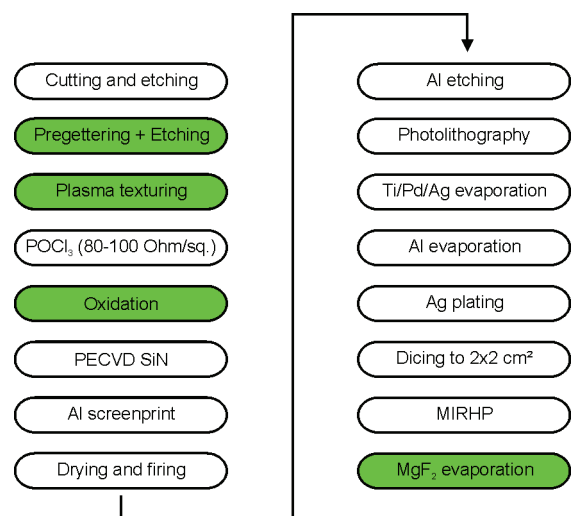 Cutting and etching
Pregettering + Etching
Plasma texturing
POCl₃ (80-100 Ohm/sq.)
Oxidation
PECVD SiN
Al screenprint
Drying and firing
Al etching
Photolithography
Ti/Pd/Ag evaporation
Al evaporation
Ag plating
Dicing to 2x2 cm²
MIRHP
MgF₂ evaporation